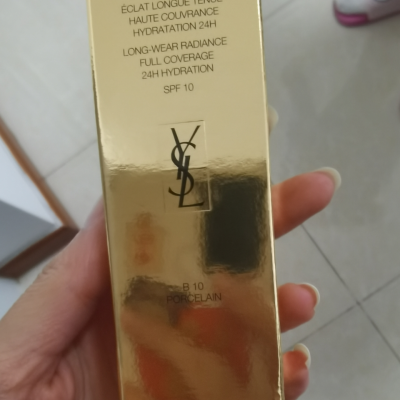 ÉCLAT LONGUE TENUE
HAUTE COUVRANCE
HYDRATATION 24H
LONG-WEAR RADIANCE
FULL COVERAGE
24H HYDRATION
SPF 10
YSL
B 10
PORCELAIN